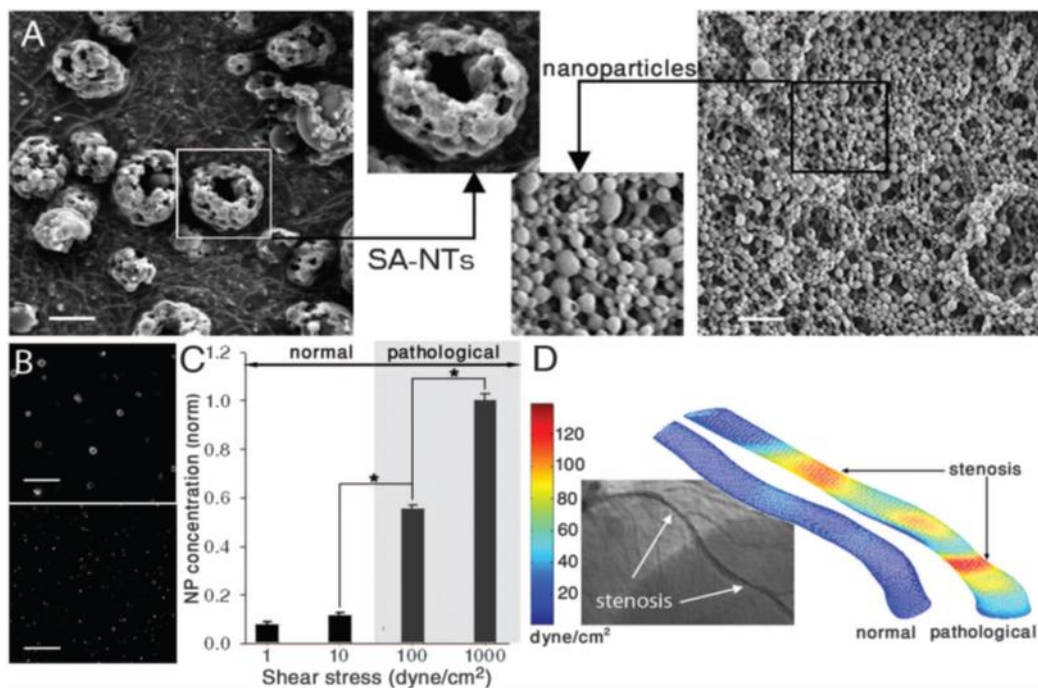 A
nanoparticles
SA-NTs
B
C
normal
pathological
1.2
1.0
0.8
0.6
0.4
0.2
0.0
NP concentration (norm)
*
*
1
10
100
1000
Shear stress (dyne/cm²)
D
120
100
80
60
40
20
dyne/cm²
stenosis
stenosis
normal
pathological